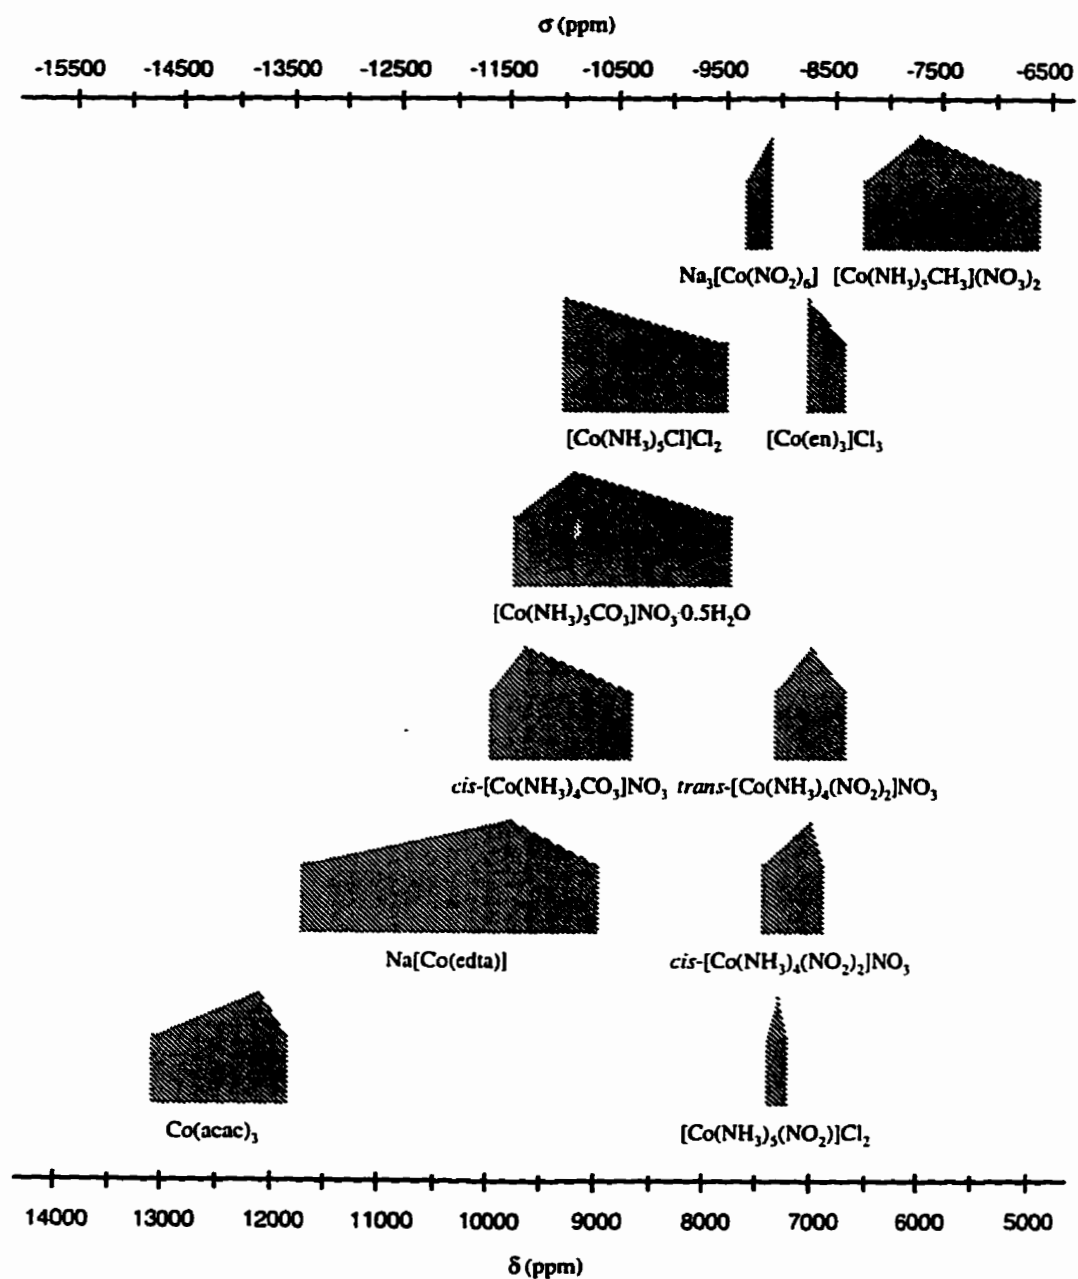 σ (ppm)
-15500 -14500 -13500 -12500 -11500 -10500 -9500 -8500 -7500 -6500
Na₃[Co(NO₂)₆] [Co(NH₃)₅CH₃](NO₃)₂
[Co(NH₃)₅Cl]Cl₂ [Co(en)₃]Cl₃
[Co(NH₃)₅CO₃]NO₃·0.5H₂O
cis-[Co(NH₃)₄CO₃]NO₃ trans-[Co(NH₃)₄(NO₂)₂]NO₃
Na[Co(edta)] cis-[Co(NH₃)₄(NO₂)₂]NO₃
Co(acac)₃ [Co(NH₃)₅(NO₂)]Cl₂
14000 13000 12000 11000 10000 9000 8000 7000 6000 5000
δ (ppm)